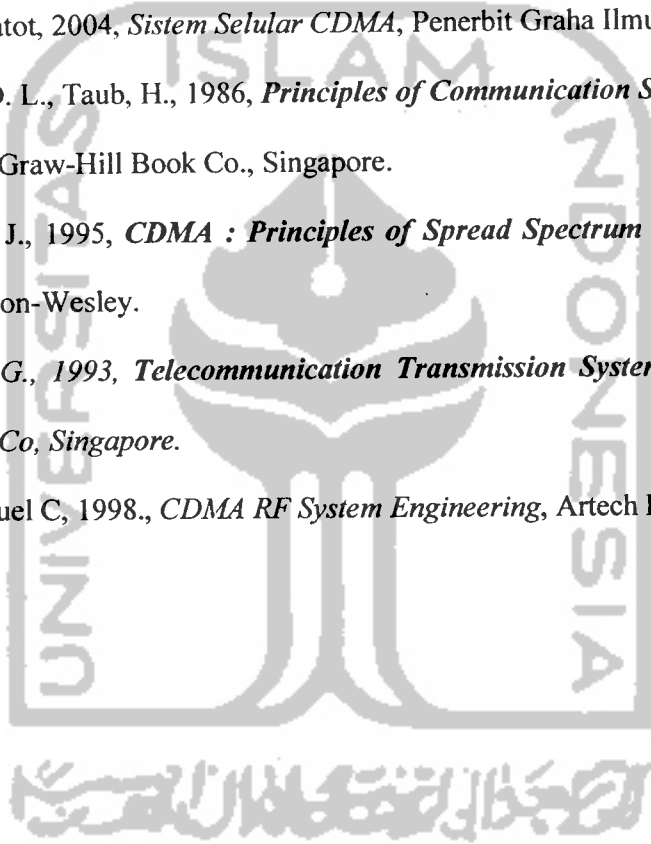 atot, 2004, Sistem Selular CDMA, Penerbit Graha Ilmu
D. L., Taub, H., 1986, Principles of Communication S
Graw-Hill Book Co., Singapore.
J., 1995, CDMA : Principles of Spread Spectrum
on-Wesley.
G., 1993, Telecommunication Transmission System
Co, Singapore.
uel C, 1998., CDMA RF System Engineering, Artech
ISLAM
UNIVERSITAS
INDONESIA